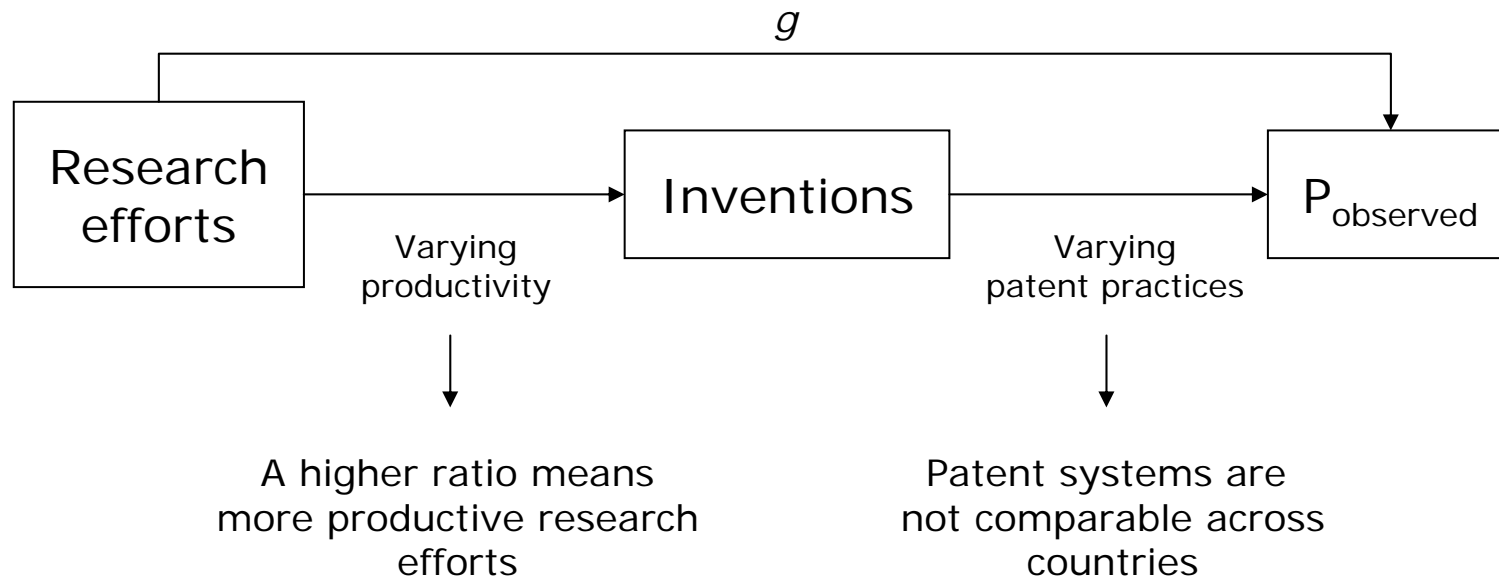 g
Research
efforts
Inventions
Pobserved
Varying
productivity
Varying
patent practices
A higher ratio means
more productive research
efforts
Patent systems are
not comparable across
countries